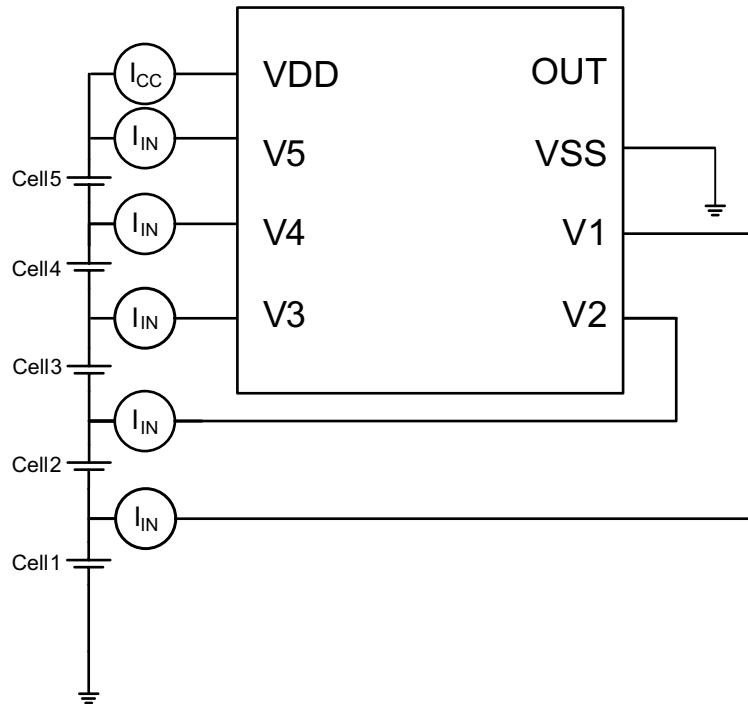 I_CC VDD OUT
I_IN V5 VSS
Cell5
I_IN V4 V1
Cell4
I_IN V3 V2
Cell3
I_IN
Cell2
I_IN
Cell1